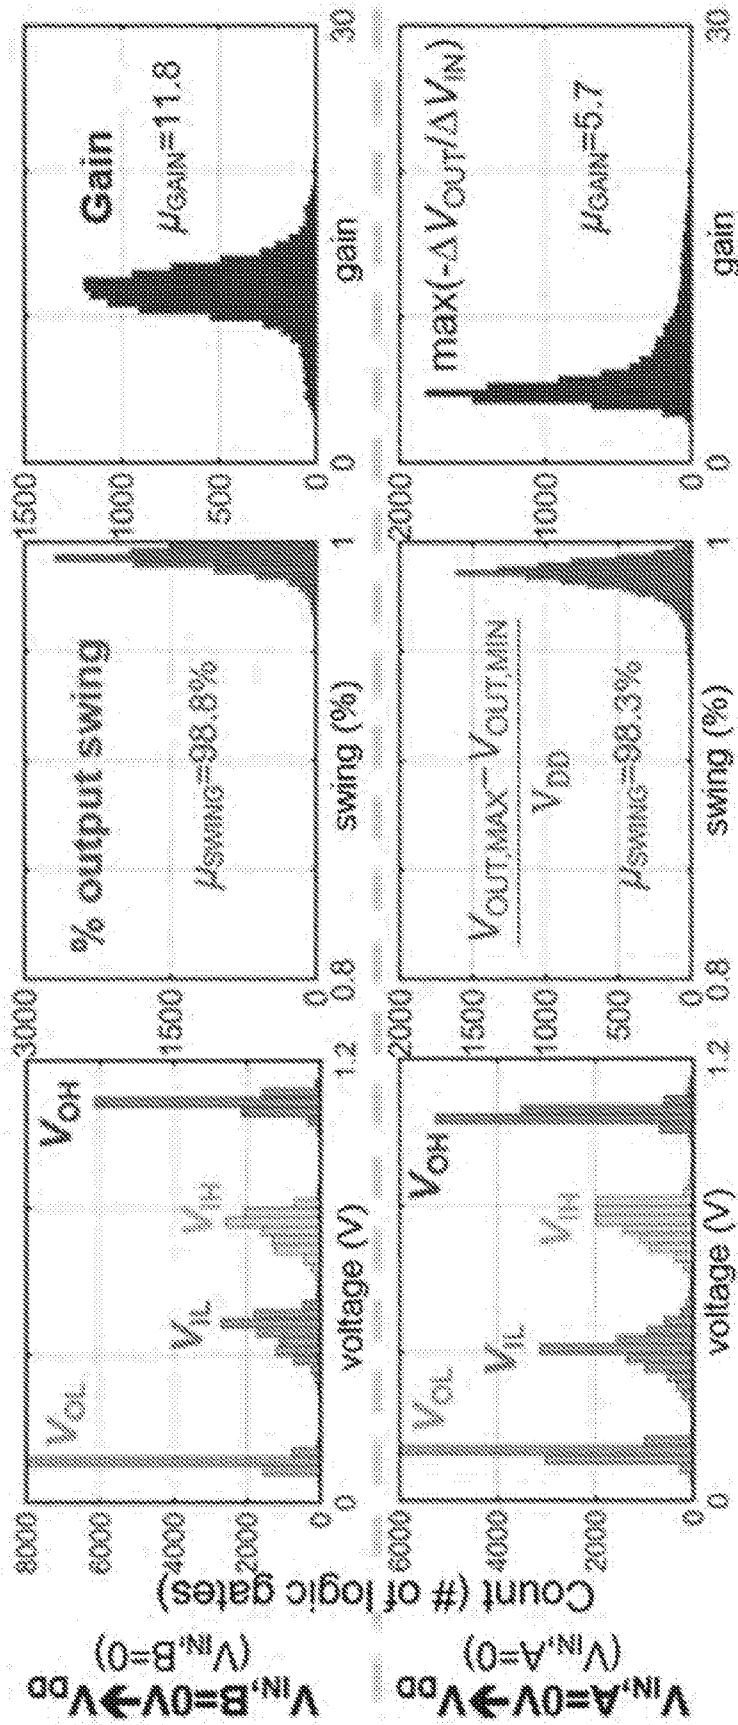 V_IN,B=0V→V_DD
(V_IN,B=0)
Count (# of logic gates)
8000
6000
4000
2000
0
V_OL
V_IL
V_IH
V_OH
0
1.2
voltage (V)
3000
1500
0
% output swing
μ_SWING=98.8%
0.8
1
swing (%)
1500
1000
500
0
Gain
μ_GAIN=11.8
0
30
gain
V_IN,A=0V→V_DD
(V_IN,A=0)
6000
4000
2000
0
V_OL
V_IL
V_IH
V_OH
0
1.2
voltage (V)
2000
1500
1000
500
0
V_OUT,MAX−V_OUT,MIN
V_DD
μ_SWING=98.3%
0.8
1
swing (%)
2000
1000
0
max(-ΔV_OUT/ΔV_IN)
μ_GAIN=5.7
0
30
gain